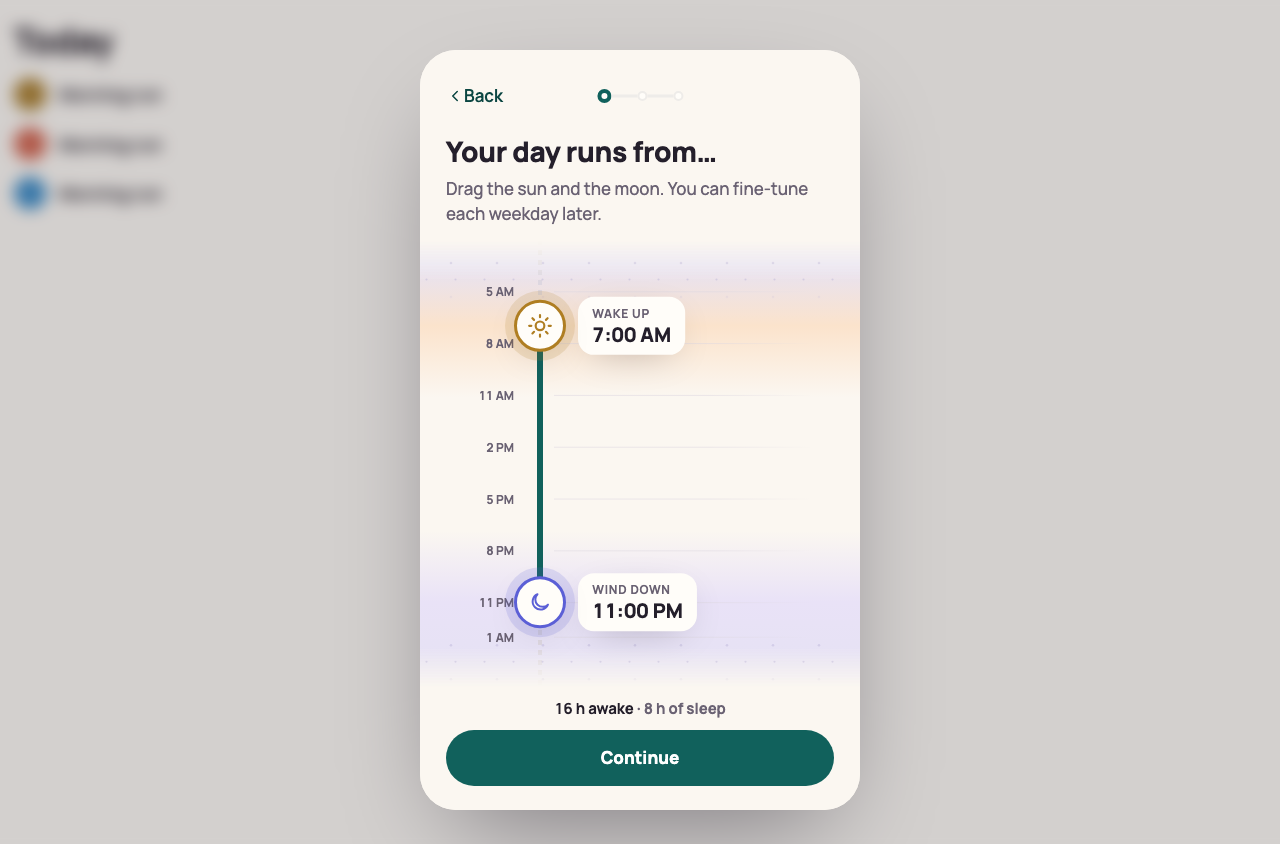 Today
Back
Your day runs from...
Drag the sun and the moon. You can fine-tune
each weekday later.
5 AM
WAKE UP
7:00 AM
8 AM
11 AM
2 PM
5 PM
8 PM
WIND DOWN
11 PM
11:00 PM
1 AM
16 h awake · 8 h of sleep
Continue